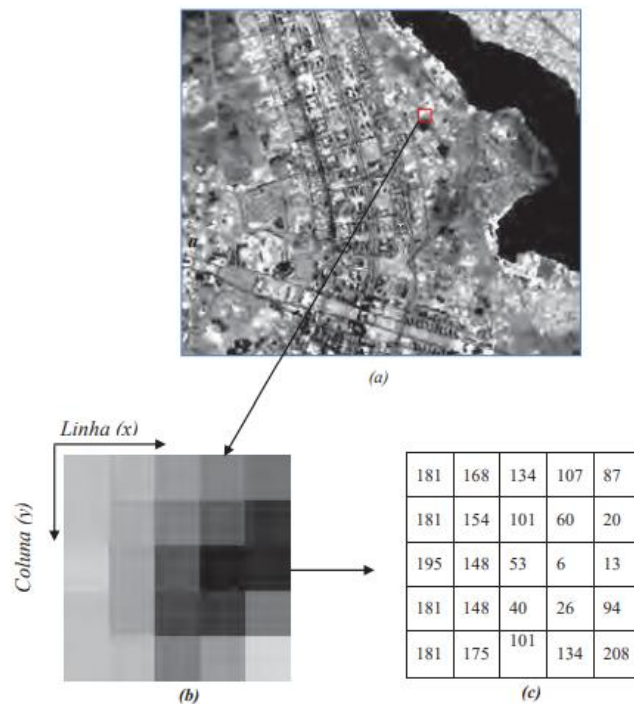 a
(a)
Linha (x)
Coluna (y)
181 168 134 107 87
181 154 101 60 20
195 148 53 6 13
181 148 40 26 94
181 175 101 134 208
(b)
(c)